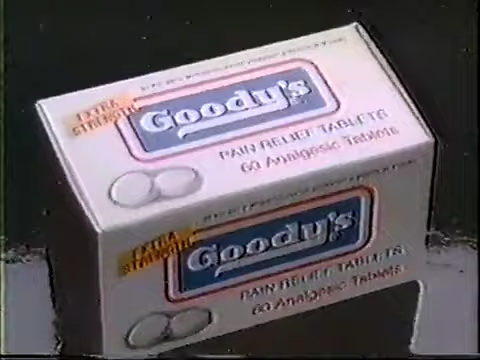 EXTRA
STRENGTH
Goody's
PAIN RELIEF TABLETS
60 Analgesic Tablets
EXTRA
STRENGTH
Goody's
PAIN RELIEF TABLETS
60 Analgesic Tablets